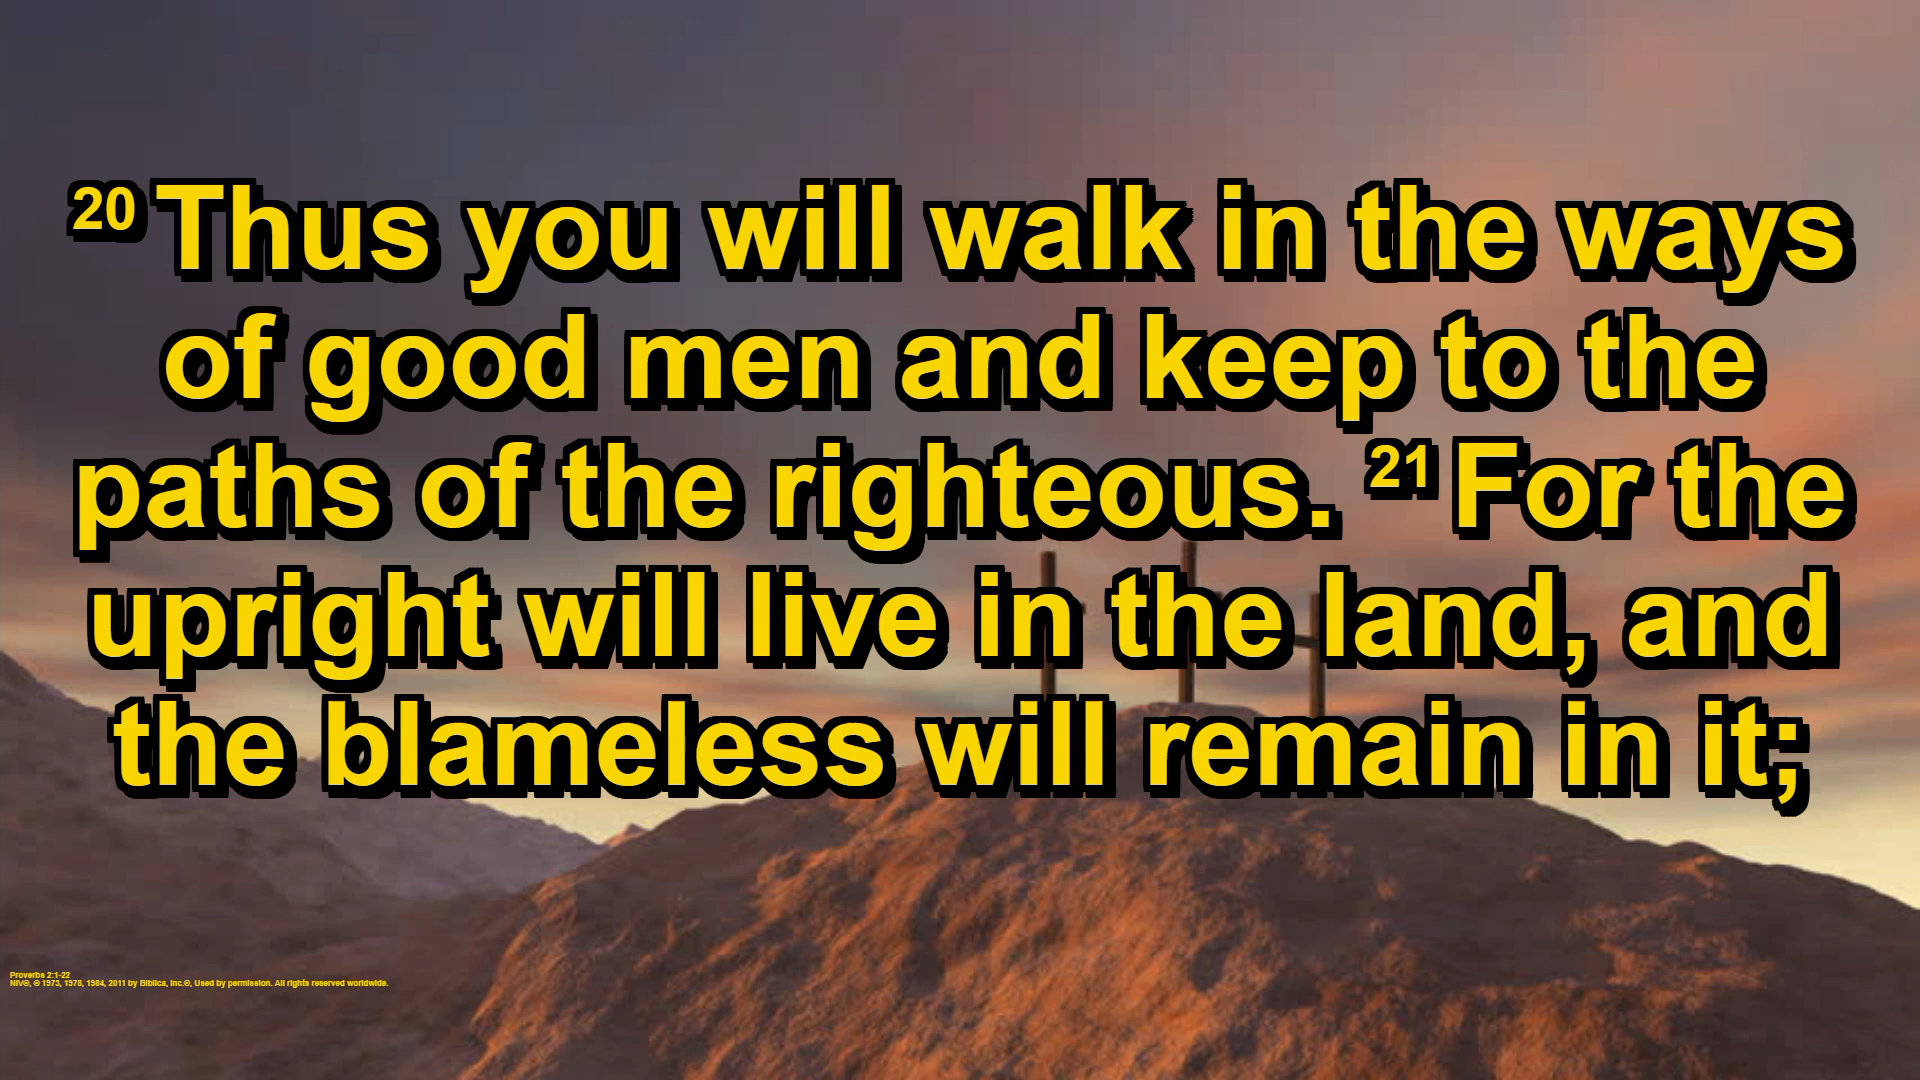 20 Thus you will walk in the ways
of good men and keep to the
paths of the righteous. 21 For the
upright will live in the land, and
the blameless will remain in it;
Proverbs 2:1-22
NIV®, © 1973, 1978, 1984, 2011 by Biblica, Inc.®, Used by permission. All rights reserved worldwide.